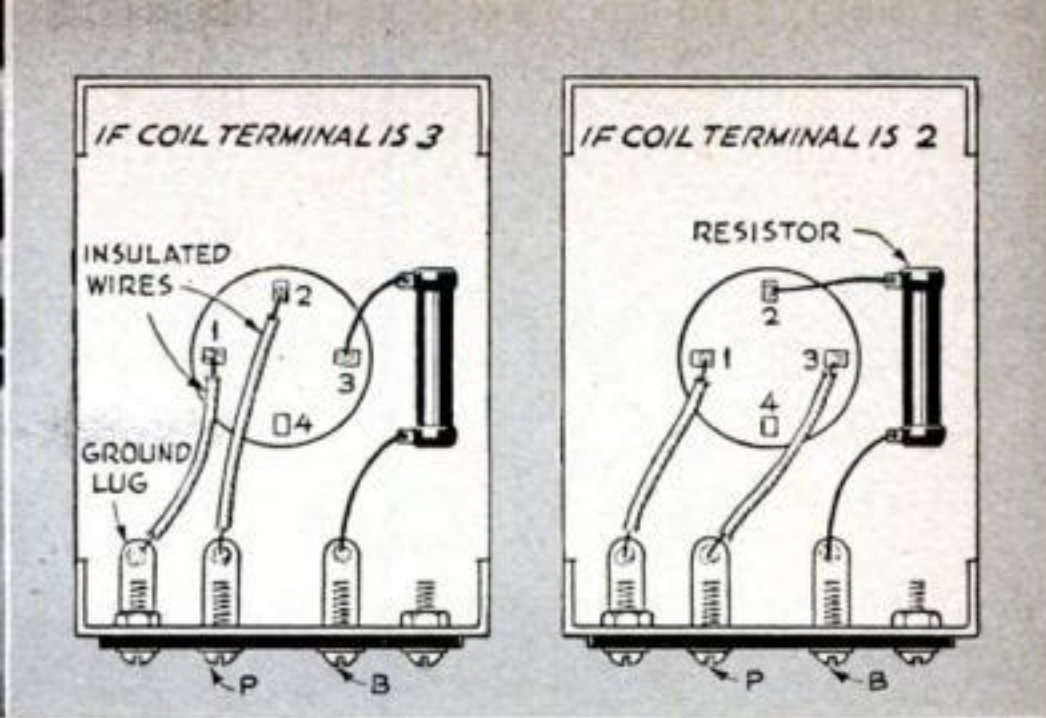 IF COIL TERMINAL IS 3
INSULATED
WIRES
1
2
3
4
GROUND
LUG
P
B
IF COIL TERMINAL IS 2
RESISTOR
2
1
3
4
P
B